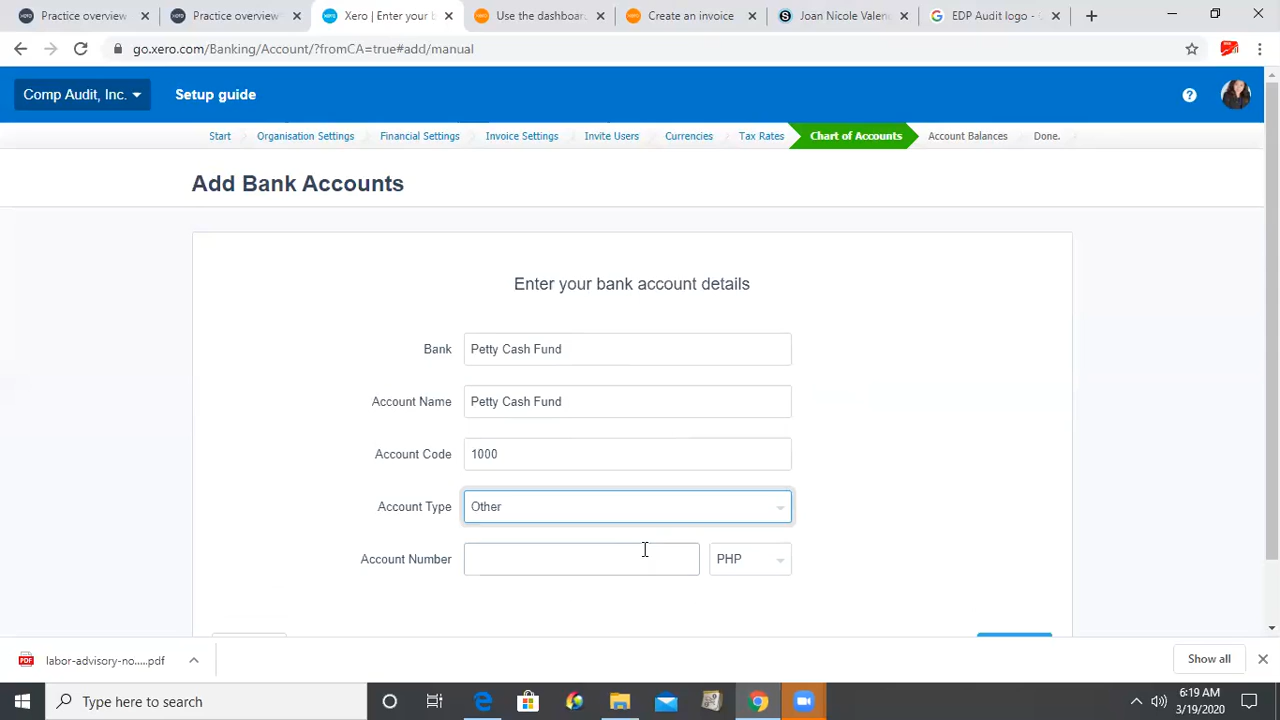 Practice overview
Practice overview
Xero | Enter your b
Use the dashboar
Create an invoice
Joan Nicole Valen
EDP Audit logo - G
go.xero.com/Banking/Account/?fromCA=true#add/manual
Comp Audit, Inc.
Setup guide
Start
Organisation Settings
Financial Settings
Invoice Settings
Invite Users
Currencies
Tax Rates
Chart of Accounts
Account Balances
Done.
Add Bank Accounts
Enter your bank account details
Bank
Petty Cash Fund
Account Name
Petty Cash Fund
Account Code
1000
Account Type
Other
Account Number
PHP
labor-advisory-no.....pdf
Show all
Type here to search
6:19 AM
3/19/2020